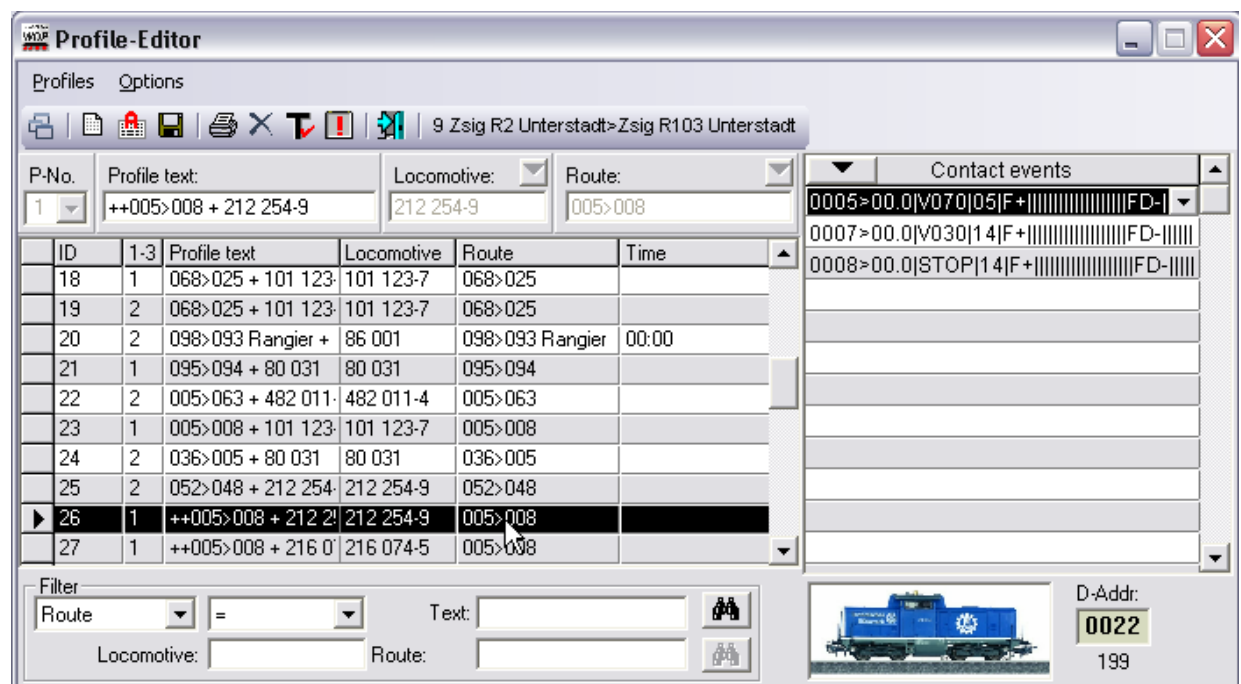 WDP Profile-Editor
Profiles Options
9 Zsig R2 Unterstadt>Zsig R103 Unterstadt
P-No. Profile text: Locomotive: Route:
1 ++005>008 + 212 254-9 212 254-9 005>008
Contact events
0005>00.0|V070|05|F+||||||||||||||||||||FD-|
0007>00.0|V030|14|F+||||||||||||||||||||FD-||||||
0008>00.0|STOP|14|F+||||||||||||||||||||FD-|||||
ID 1-3 Profile text Locomotive Route Time
18 1 068>025 + 101 123- 101 123-7 068>025
19 2 068>025 + 101 123- 101 123-7 068>025
20 2 098>093 Rangier + 86 001 098>093 Rangier 00:00
21 1 095>094 + 80 031 80 031 095>094
22 2 005>063 + 482 011- 482 011-4 005>063
23 1 005>008 + 101 123- 101 123-7 005>008
24 2 036>005 + 80 031 80 031 036>005
25 2 052>048 + 212 254- 212 254-9 052>048
26 1 ++005>008 + 212 2! 212 254-9 005>008
27 1 ++005>008 + 216 0 216 074-5 005>008
Filter
Route = Text:
Locomotive: Route:
D-Addr:
0022
199